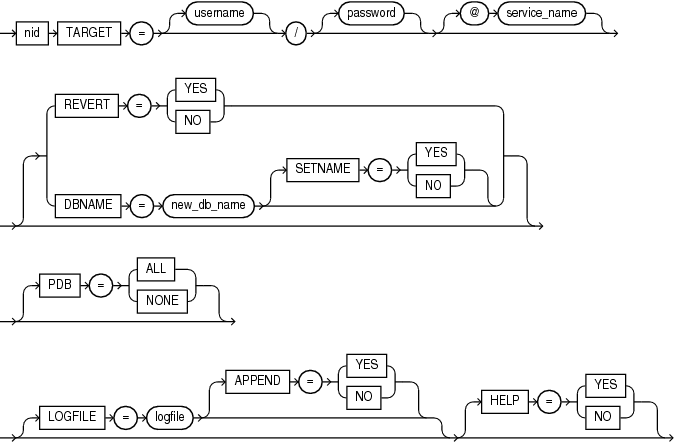 username password @ service_name
nid TARGET = /
YES
REVERT =
NO
YES
SETNAME =
NO
DBNAME = new_db_name
ALL
PDB =
NONE
YES
APPEND =
NO
YES
HELP =
NO
LOGFILE = logfile